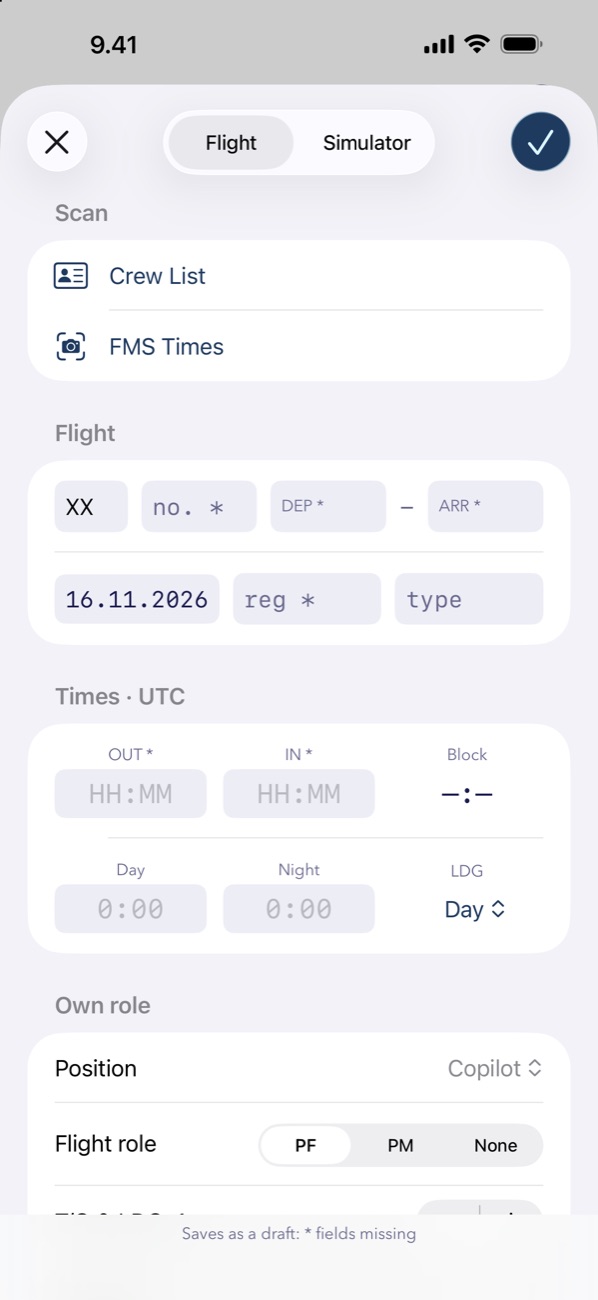 9.41
Flight
Simulator
Scan
Crew List
FMS Times
Flight
XX
no. *
DEP *
–
ARR *
16.11.2026
reg *
type
Times · UTC
OUT *
IN *
Block
HH:MM
HH:MM
–:–
Day
Night
LDG
0:00
0:00
Day
Own role
Position
Copilot
Flight role
PF
PM
None
Saves as a draft: * fields missing